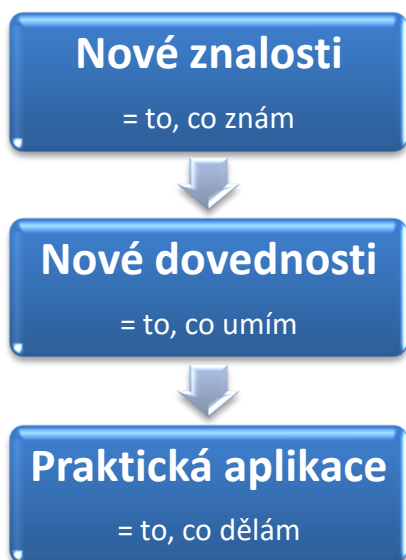 Nové znalosti
= to, co znám
Nové dovednosti
= to, co umím
Praktická aplikace
= to, co dělám